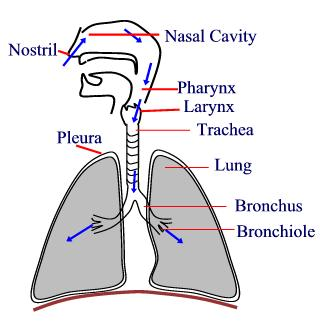 Nasal Cavity
Nostril
Pharynx
Larynx
Trachea
Pleura
Lung
Bronchus
Bronchiole